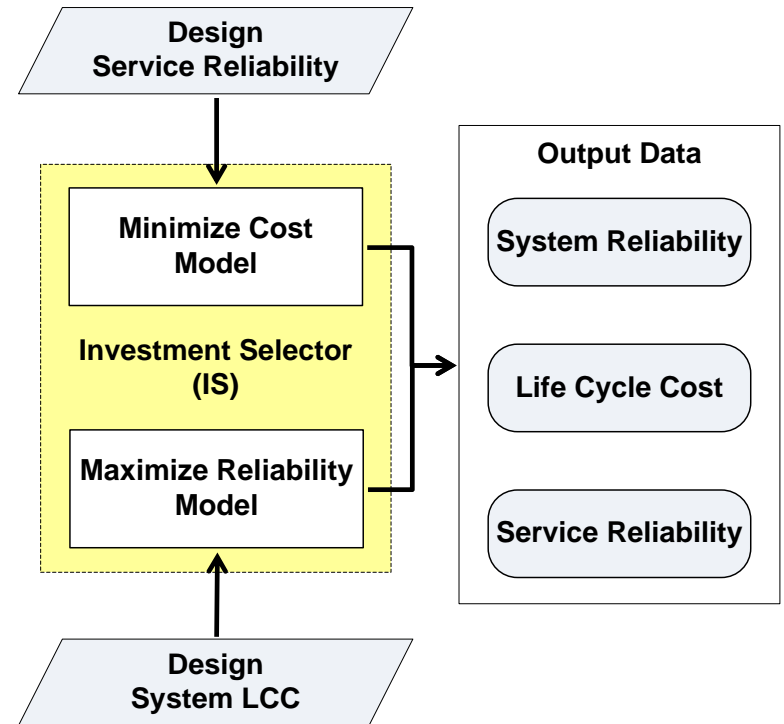 Design
Service Reliability
Minimize Cost
Model
Investment Selector
(IS)
Maximize Reliability
Model
Design
System LCC
Output Data
System Reliability
Life Cycle Cost
Service Reliability